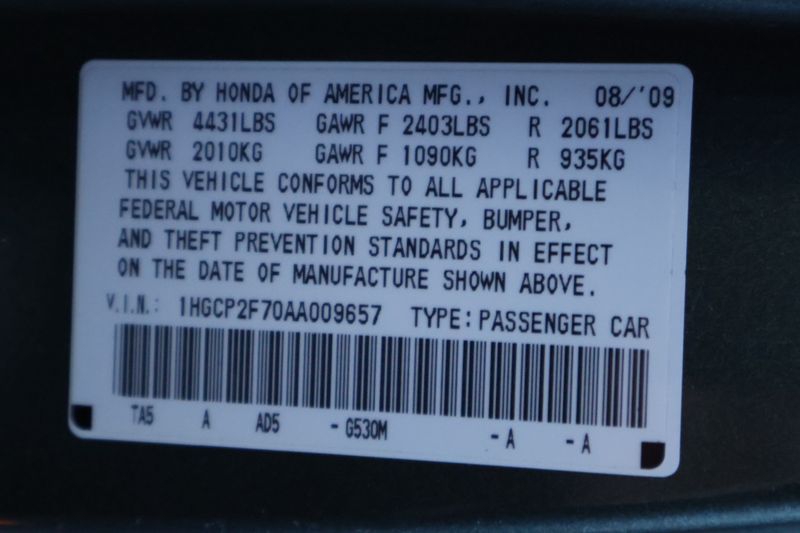 MFD. BY HONDA OF AMERICA MFG., INC. 08/'09
GVWR 4431LBS GAWR F 2403LBS R 2061LBS
GVWR 2010KG GAWR F 1090KG R 935KG
THIS VEHICLE CONFORMS TO ALL APPLICABLE
FEDERAL MOTOR VEHICLE SAFETY, BUMPER,
AND THEFT PREVENTION STANDARDS IN EFFECT
ON THE DATE OF MANUFACTURE SHOWN ABOVE.
V.I.N.: 1HGCP2F70AA009657 TYPE: PASSENGER CAR
TA5 A AD5 - G530M - A - A